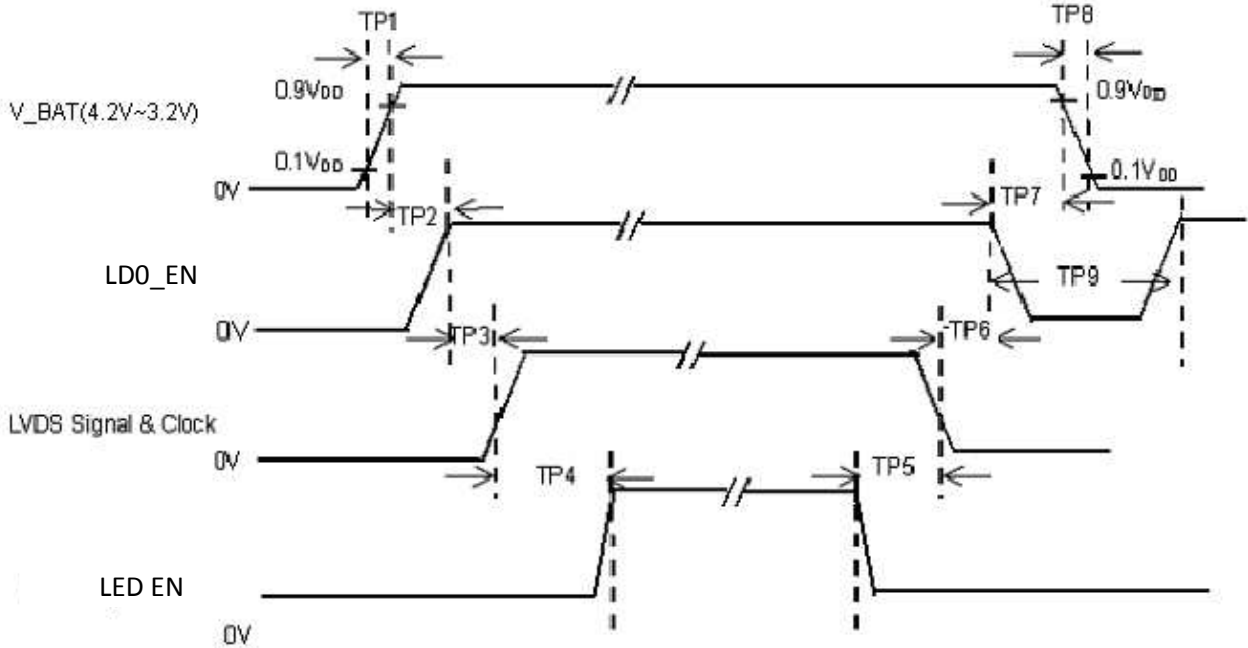 TP1
TP8
0.9VDD
0.9VDD
V_BAT(4.2V~3.2V)
0.1VDD
0.1VDD
0V
TP2
TP7
LD0_EN
TP9
0V
TP3
TP6
LVDS Signal & Clock
0V
TP4
TP5
LED EN
0V